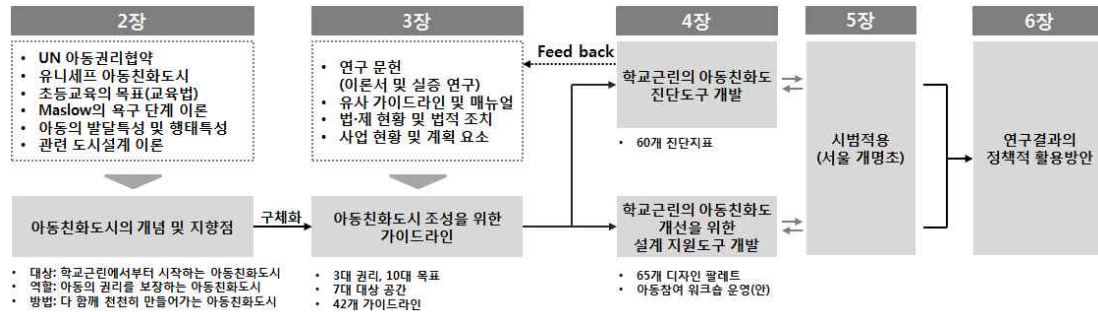 2장
• UN 아동권리협약
• 유니세프 아동친화도시
• 초등교육의 목표(교육법)
• Maslow의 욕구 단계 이론
• 아동의 발달특성 및 행태특성
• 관련 도시설계 이론
아동친화도시의 개념 및 지향점
• 대상: 학교근린에서부터 시작하는 아동친화도시
• 역할: 아동의 권리를 보장하는 아동친화도시
• 방법: 다 함께 천천히 만들어가는 아동친화도시
구체화
3장
• 연구 문헌
(이론서 및 실증 연구)
• 유사 가이드라인 및 매뉴얼
• 법·제 현황 및 법적 조치
• 사업 현황 및 계획 요소
아동친화도시 조성을 위한
가이드라인
• 3대 권리, 10대 목표
• 7대 대상 공간
• 42개 가이드라인
Feed back
4장
학교근린의 아동친화도
진단도구 개발
• 60개 진단지표
학교근린의 아동친화도
개선을 위한
설계 지원도구 개발
• 65개 디자인 팔레트
• 아동참여 워크숍 운영(안)
5장
시범적용
(서울 개명초)
6장
연구결과의
정책적 활용방안